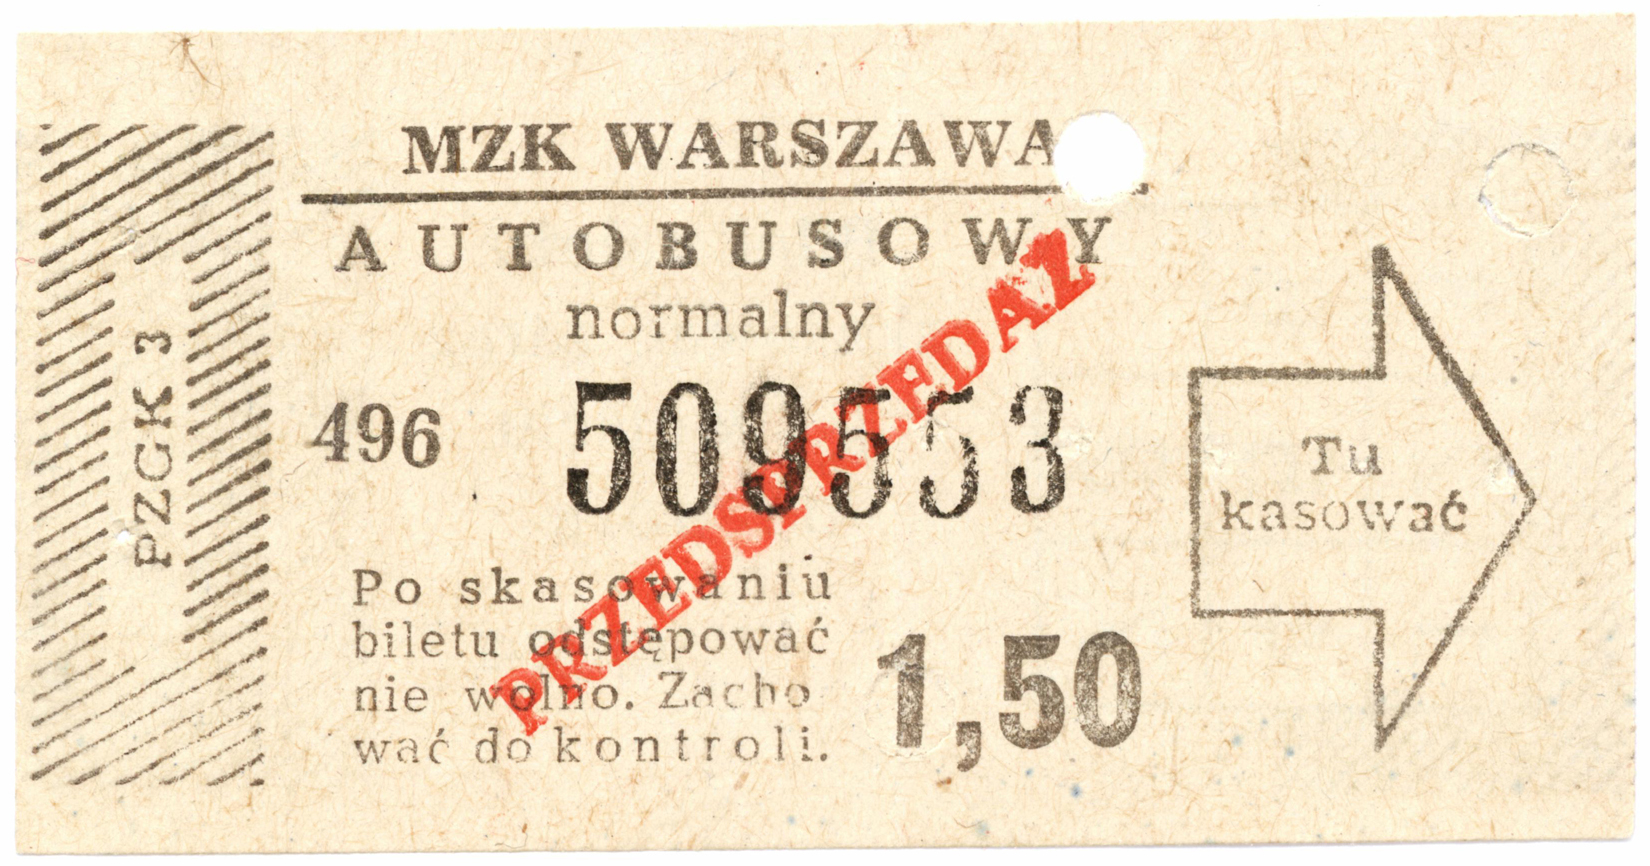 MZK WARSZAWA
AUTOBUSOWY
normalny
496 509553
PRZEDSPRZEDAŻ
Po skasowaniu
biletu odstępować
nie wolno. Zacho
wać do kontroli.
1,50
Tu
kasować
PZGK 3